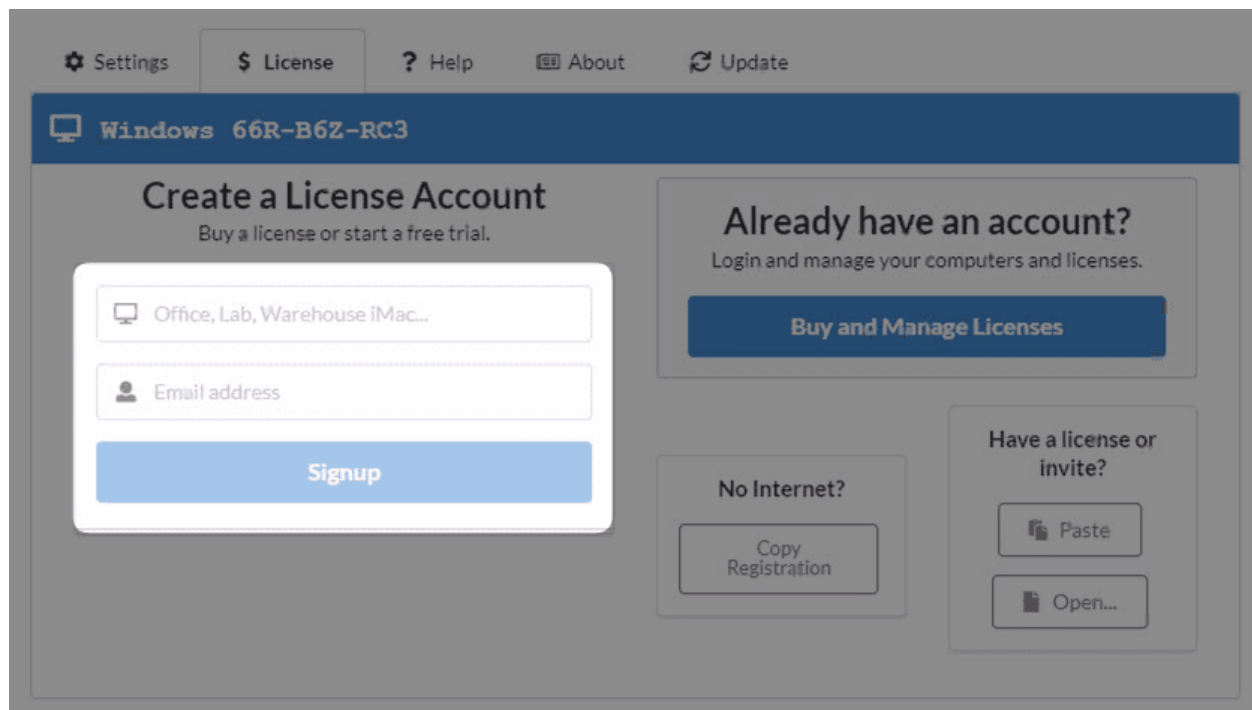 Settings
$ License
? Help
About
Update
Windows 66R-B6Z-RC3
Create a License Account
Buy a license or start a free trial.
Office, Lab, Warehouse iMac...
Email address
Signup
Already have an account?
Login and manage your computers and licenses.
Buy and Manage Licenses
No Internet?
Copy
Registration
Have a license or
invite?
Paste
Open...